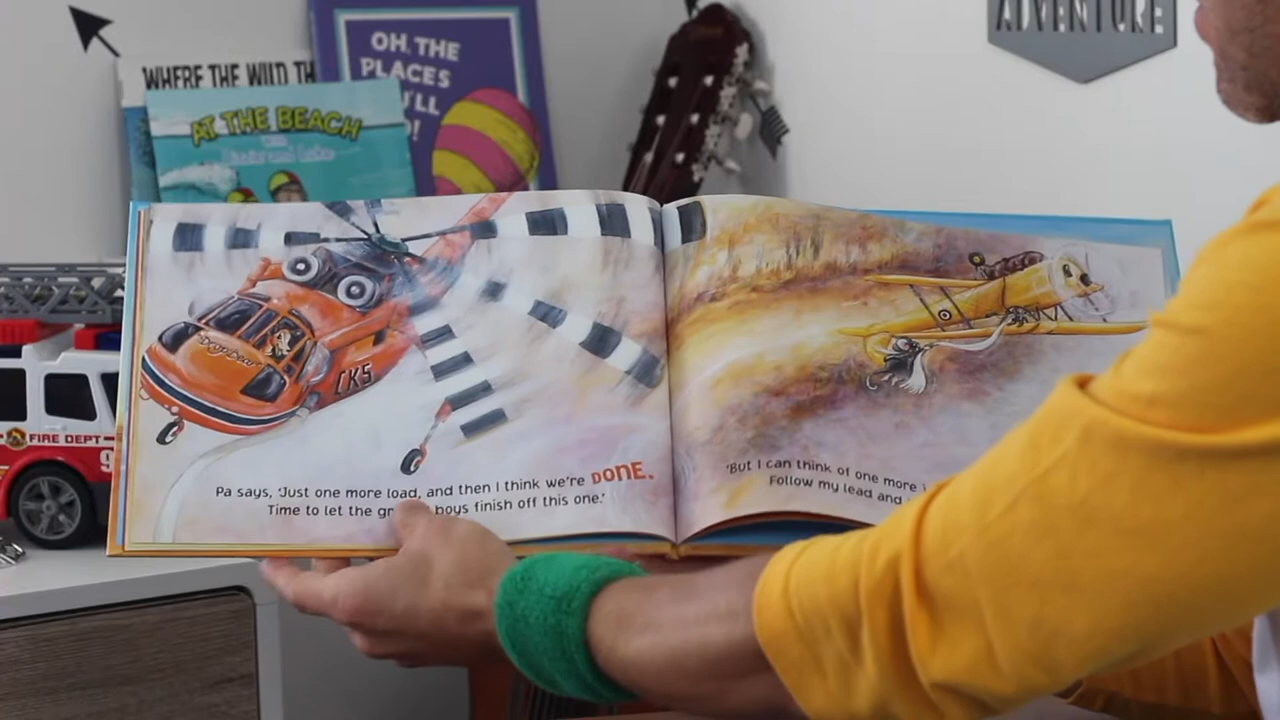 ADVENTURE
OH, THE
PLACES
WHERE THE WILD TH
AT THE BEACH
FIRE DEPT
9
CK5
Pa says, ‘Just one more load, and then I think we're DONE.
Time to let the boys finish off this one.’
‘But I can think of one more
Follow my lead and